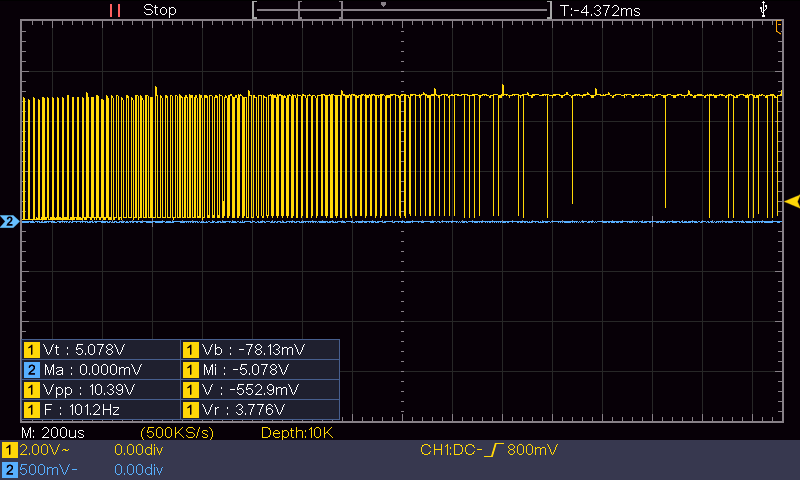 Stop T:-4.372ms
2
1 Vt : 5.078V 1 Vb : -78.13mV
2 Ma : 0.000mV 1 Mi : -5.078V
1 Vpp : 10.39V 1 V : -552.9mV
1 F : 101.2Hz 1 Vr : 3.776V
M: 200us (500KS/s) Depth:10K
1 2.00V~ 0.00div CH1:DC- 800mV
2 500mV- 0.00div